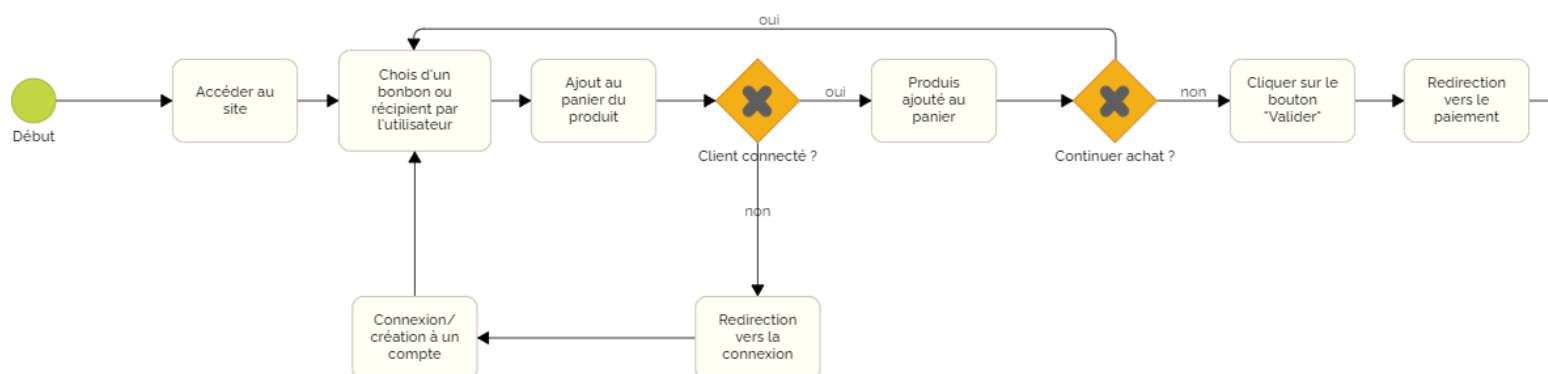 oui
Début
Accéder au
site
Chois d'un
bonbon ou
récipient par
l'utilisateur
Ajout au
panier du
produit
Client connecté ?
oui
non
Produis
ajouté au
panier
Continuer achat ?
non
Cliquer sur le
bouton
"Valider"
Redirection
vers le
paiement
Connexion/
création à un
compte
Redirection
vers la
connexion